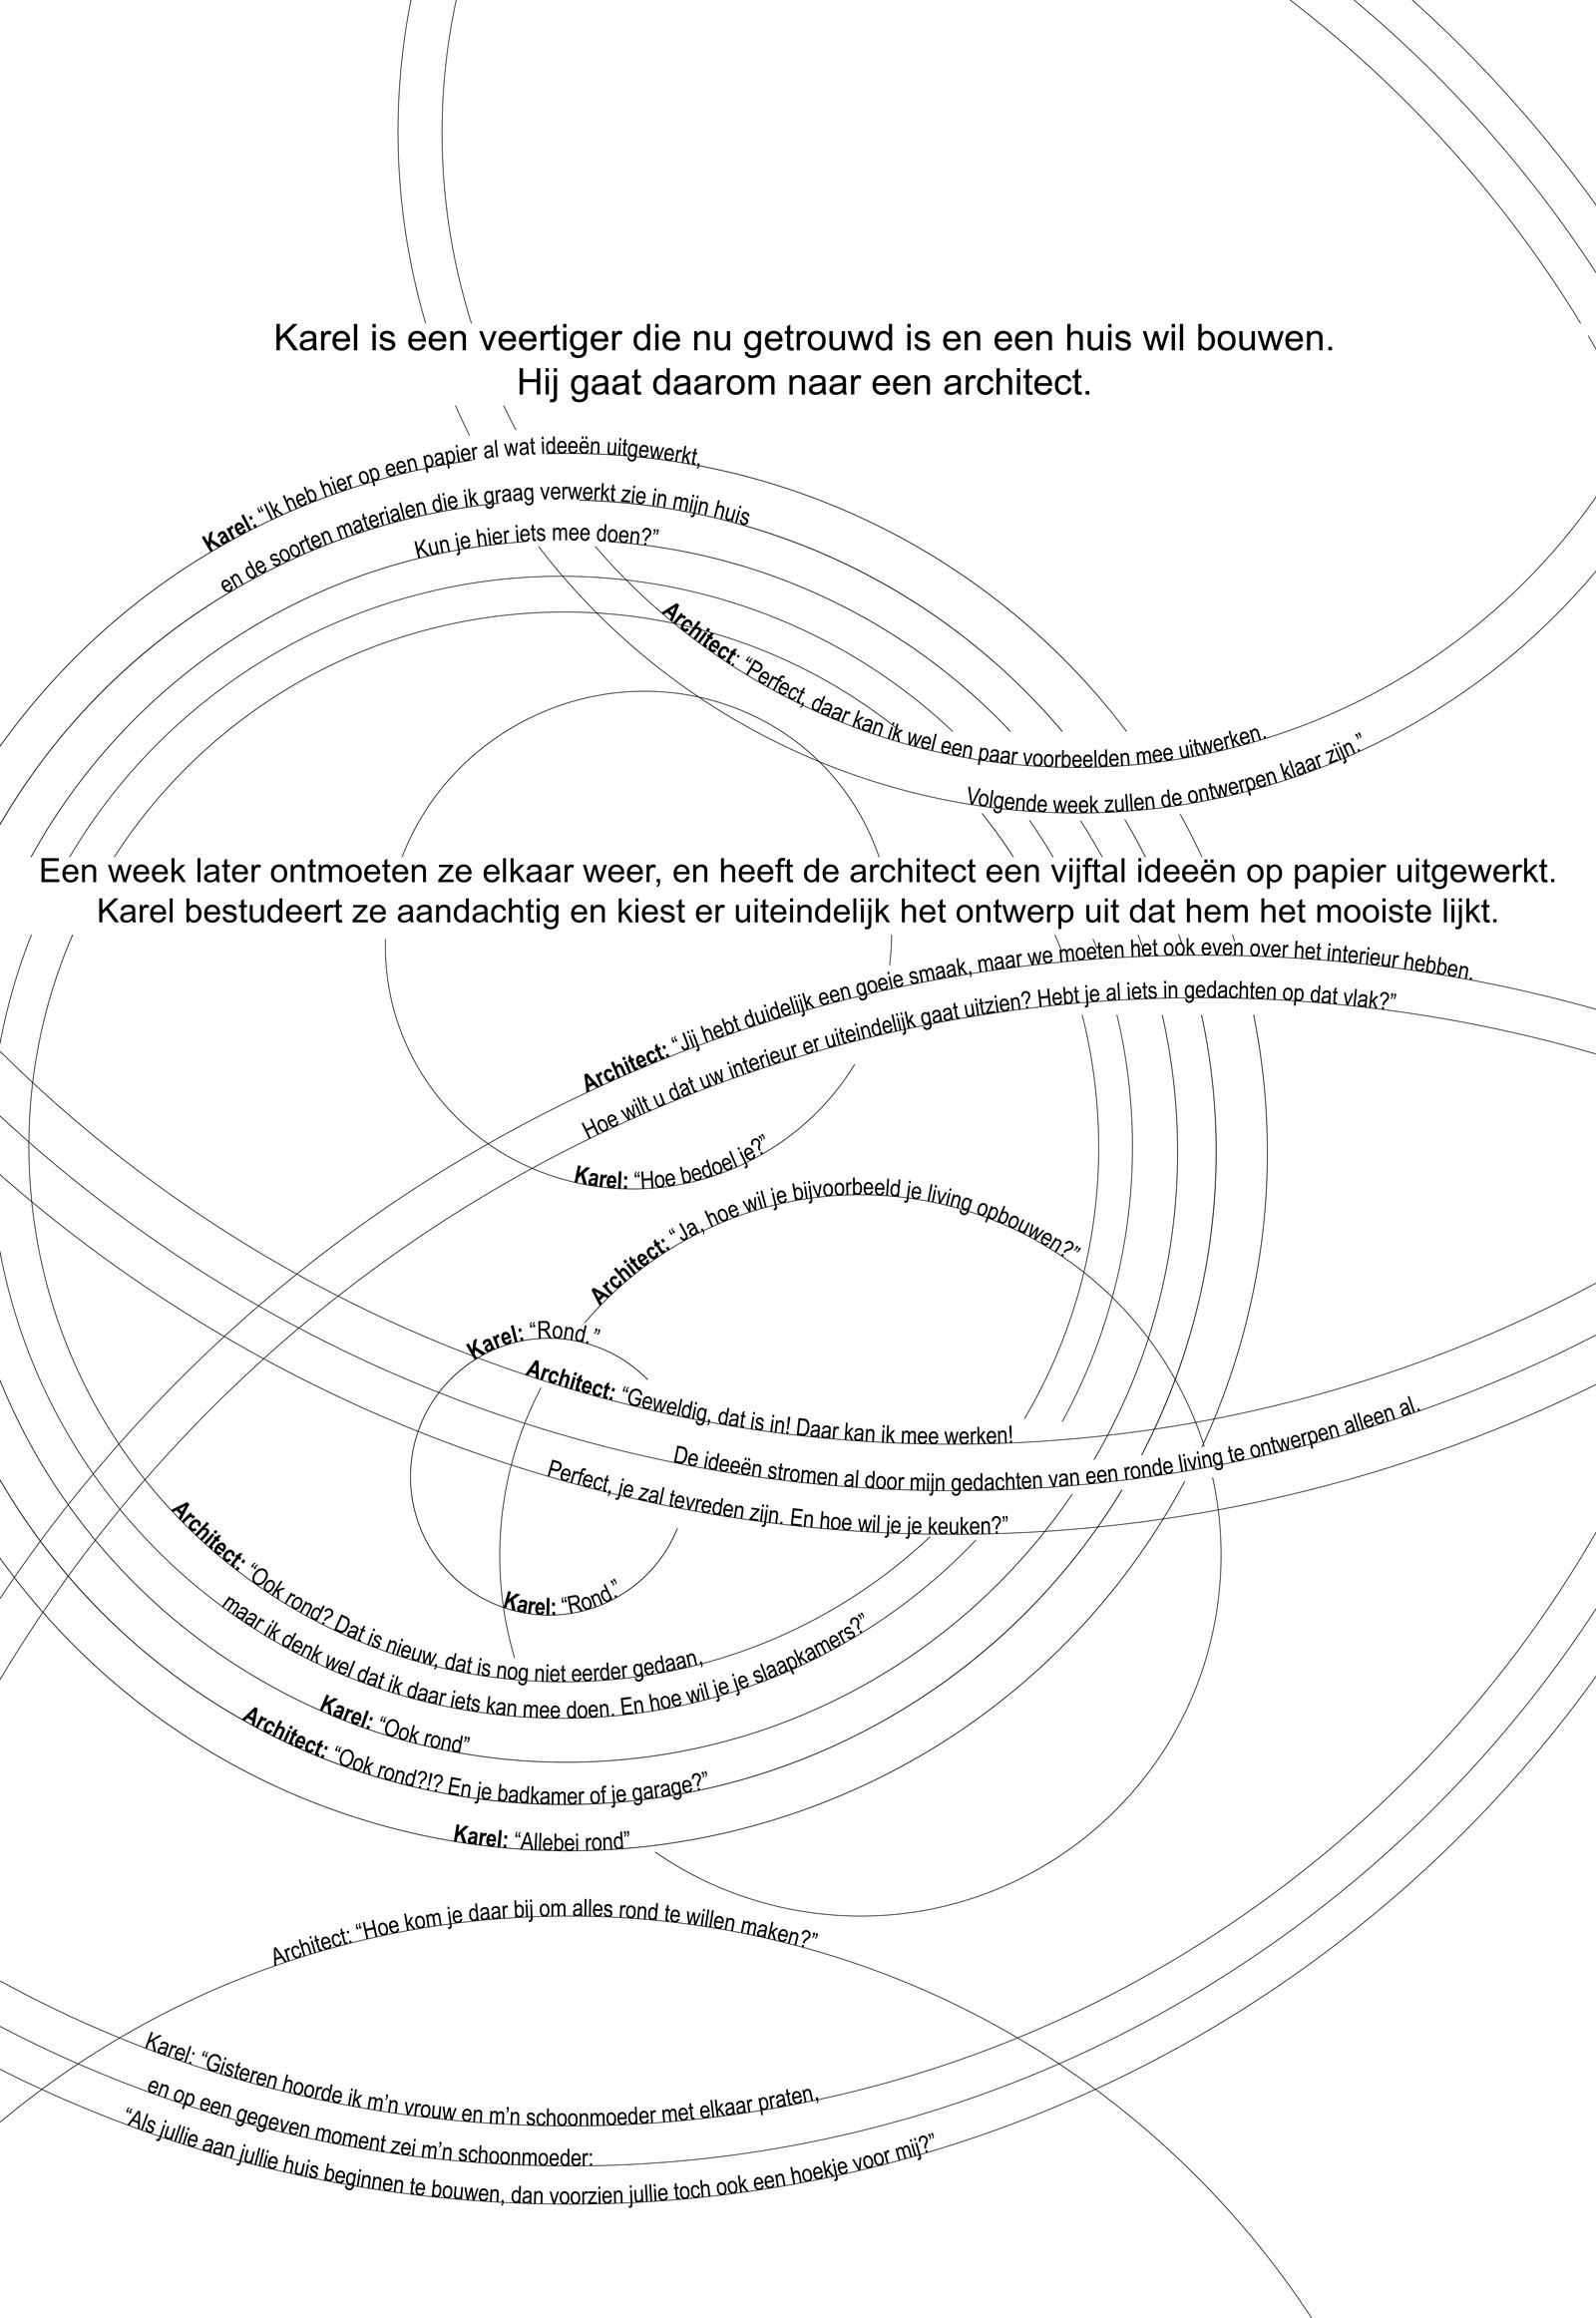 Karel is een veertiger die nu getrouwd is en een huis wil bouwen.
Hij gaat daarom naar een architect.
Karel: “Ik heb hier op een papier al wat ideeën uitgewerkt,
en de soorten materialen die ik graag verwerkt zie in mijn huis
Kun je hier iets mee doen?”
Architect: “Perfect, daar kan ik wel een paar voorbeelden mee uitwerken.
Volgende week zullen de ontwerpen klaar zijn.”
Een week later ontmoeten ze elkaar weer, en heeft de architect een vijftal ideeën op papier uitgewerkt.
Karel bestudeert ze aandachtig en kiest er uiteindelijk het ontwerp uit dat hem het mooiste lijkt.
Architect: “Jij hebt duidelijk een goeie smaak, maar we moeten het ook even over het interieur hebben.
Hoe wilt u dat uw interieur er uiteindelijk gaat uitzien? Hebt je al iets in gedachten op dat vlak?”
Karel: “Hoe bedoel je?”
Architect: “Ja, hoe wil je bijvoorbeeld je living opbouwen?”
Karel: “Rond.”
Architect: “Geweldig, dat is in! Daar kan ik mee werken!
De ideeën stromen al door mijn gedachten van een ronde living te ontwerpen alleen al.
Perfect, je zal tevreden zijn. En hoe wil je je keuken?”
Karel: “Rond.”
Architect: “Ook rond? Dat is nieuw, dat is nog niet eerder gedaan,
maar ik denk wel dat ik daar iets kan mee doen. En hoe wil je je slaapkamers?”
Karel: “Ook rond”
Architect: “Ook rond?!? En je badkamer of je garage?”
Karel: “Allebei rond”
Architect: “Hoe kom je daar bij om alles rond te willen maken?”
Karel: “Gisteren hoorde ik m’n vrouw en m’n schoonmoeder met elkaar praten,
en op een gegeven moment zei m’n schoonmoeder:
“Als jullie aan jullie huis beginnen te bouwen, dan voorzien jullie toch ook een hoekje voor mij?”